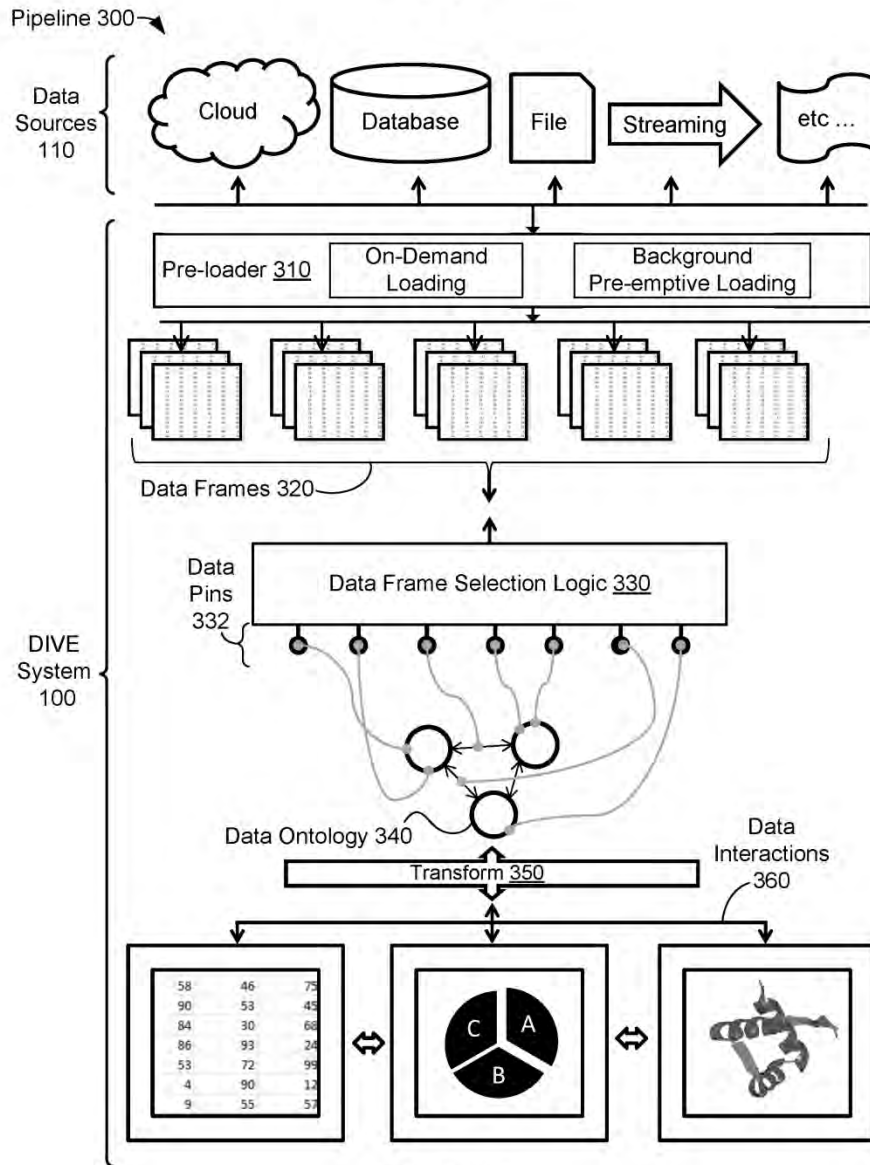 Pipeline 300
Data
Sources
110
Cloud
Database
File
Streaming
etc ...
Pre-loader 310
On-Demand
Loading
Background
Pre-emptive Loading
Data Frames 320
DIVE
System
100
Data
Pins
332
Data Frame Selection Logic 330
Data Ontology 340
Transform 350
Data
Interactions
360
58 46 75
90 53 45
84 30 68
86 93 24
53 72 99
4 90 12
9 55 57
C A
B